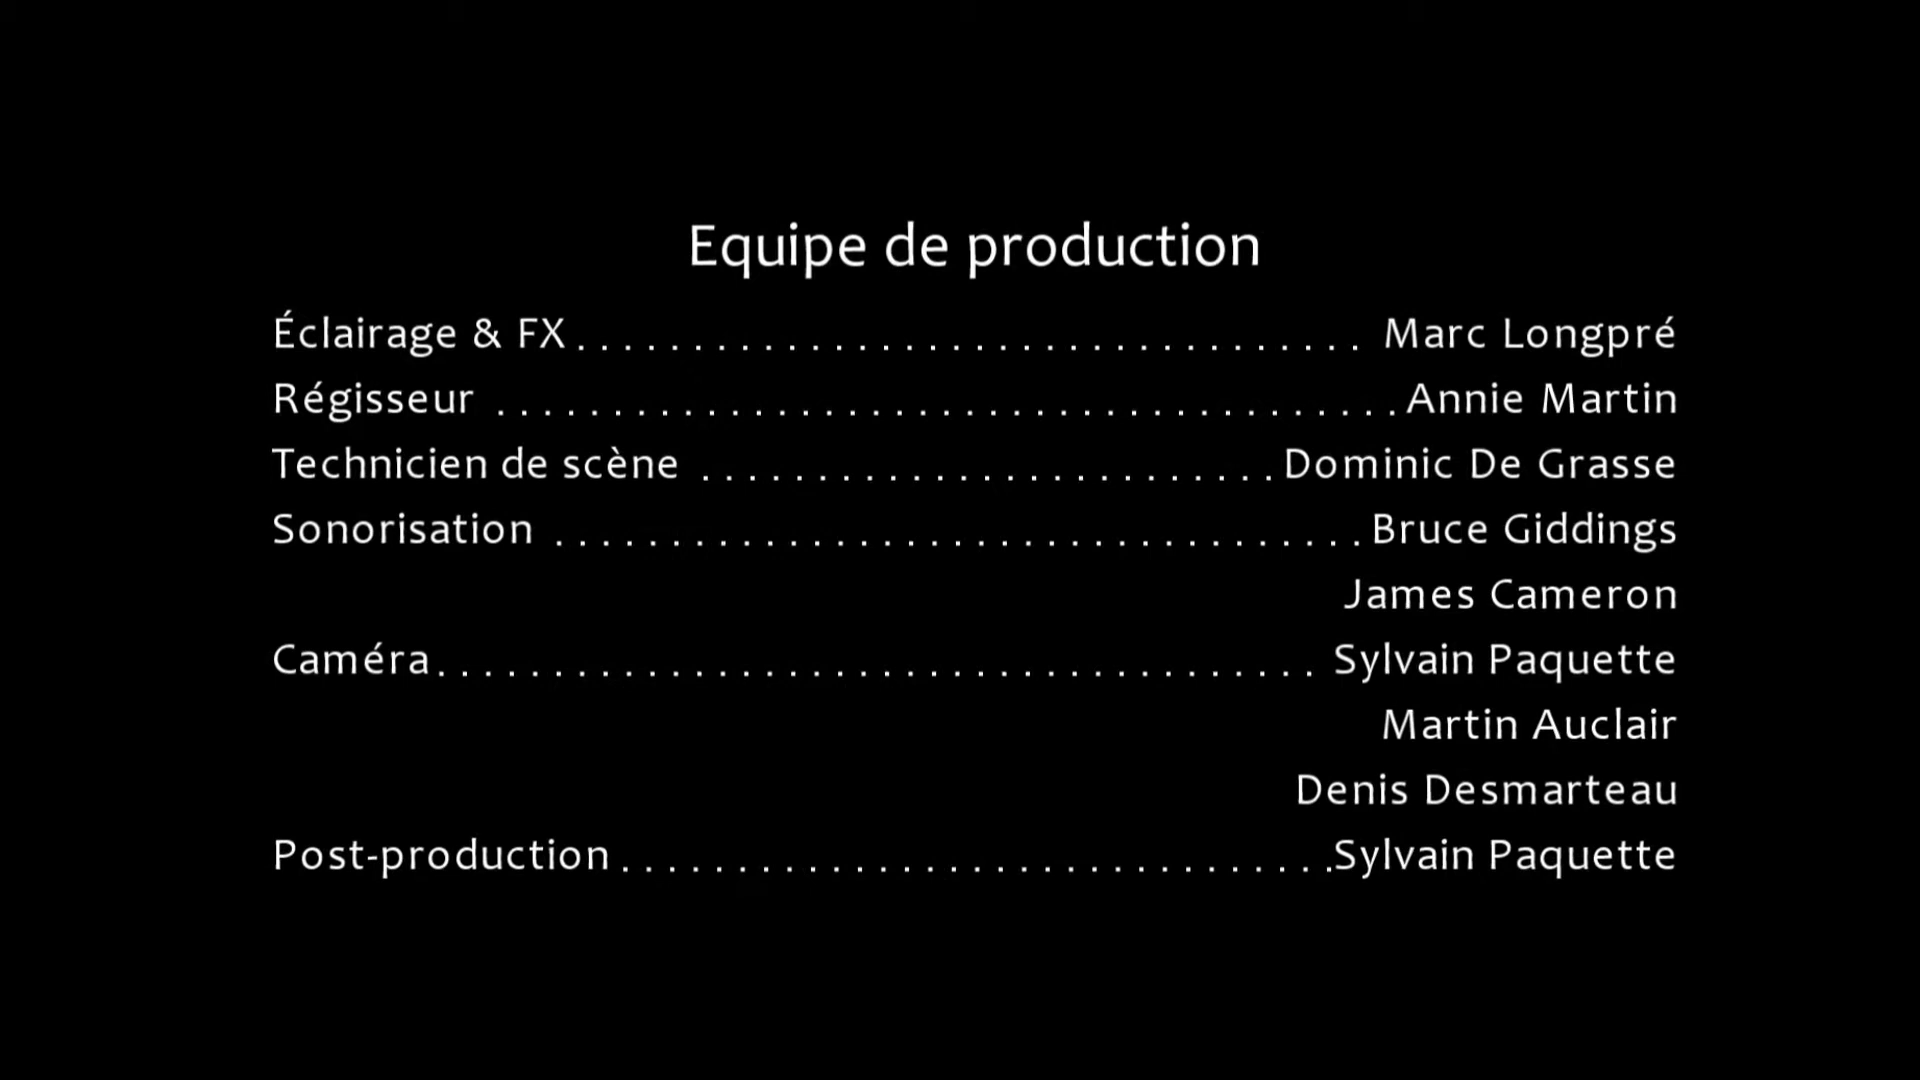 Equipe de production
Éclairage & FX . . . . . . . . . . . . . . . . . . . . . . . . . . . . . . . . . . Marc Longpré
Régisseur . . . . . . . . . . . . . . . . . . . . . . . . . . . . . . . . . . . . . . . Annie Martin
Technicien de scène . . . . . . . . . . . . . . . . . . . . . . . . . Dominic De Grasse
Sonorisation . . . . . . . . . . . . . . . . . . . . . . . . . . . . . . . . . . . Bruce Giddings
James Cameron
Caméra . . . . . . . . . . . . . . . . . . . . . . . . . . . . . . . . . . . . . . Sylvain Paquette
Martin Auclair
Denis Desmarteau
Post-production . . . . . . . . . . . . . . . . . . . . . . . . . . . . . . . Sylvain Paquette